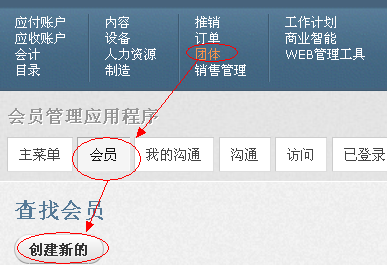 应付账户 内容 推销 工作计划
应收账户 设备 订单 商业智能
会计 人力资源 团体 WEB管理工具
目录 制造 销售管理
会员管理应用程序
主菜单 会员 我的沟通 沟通 访问 已登录
查找会员
创建新的